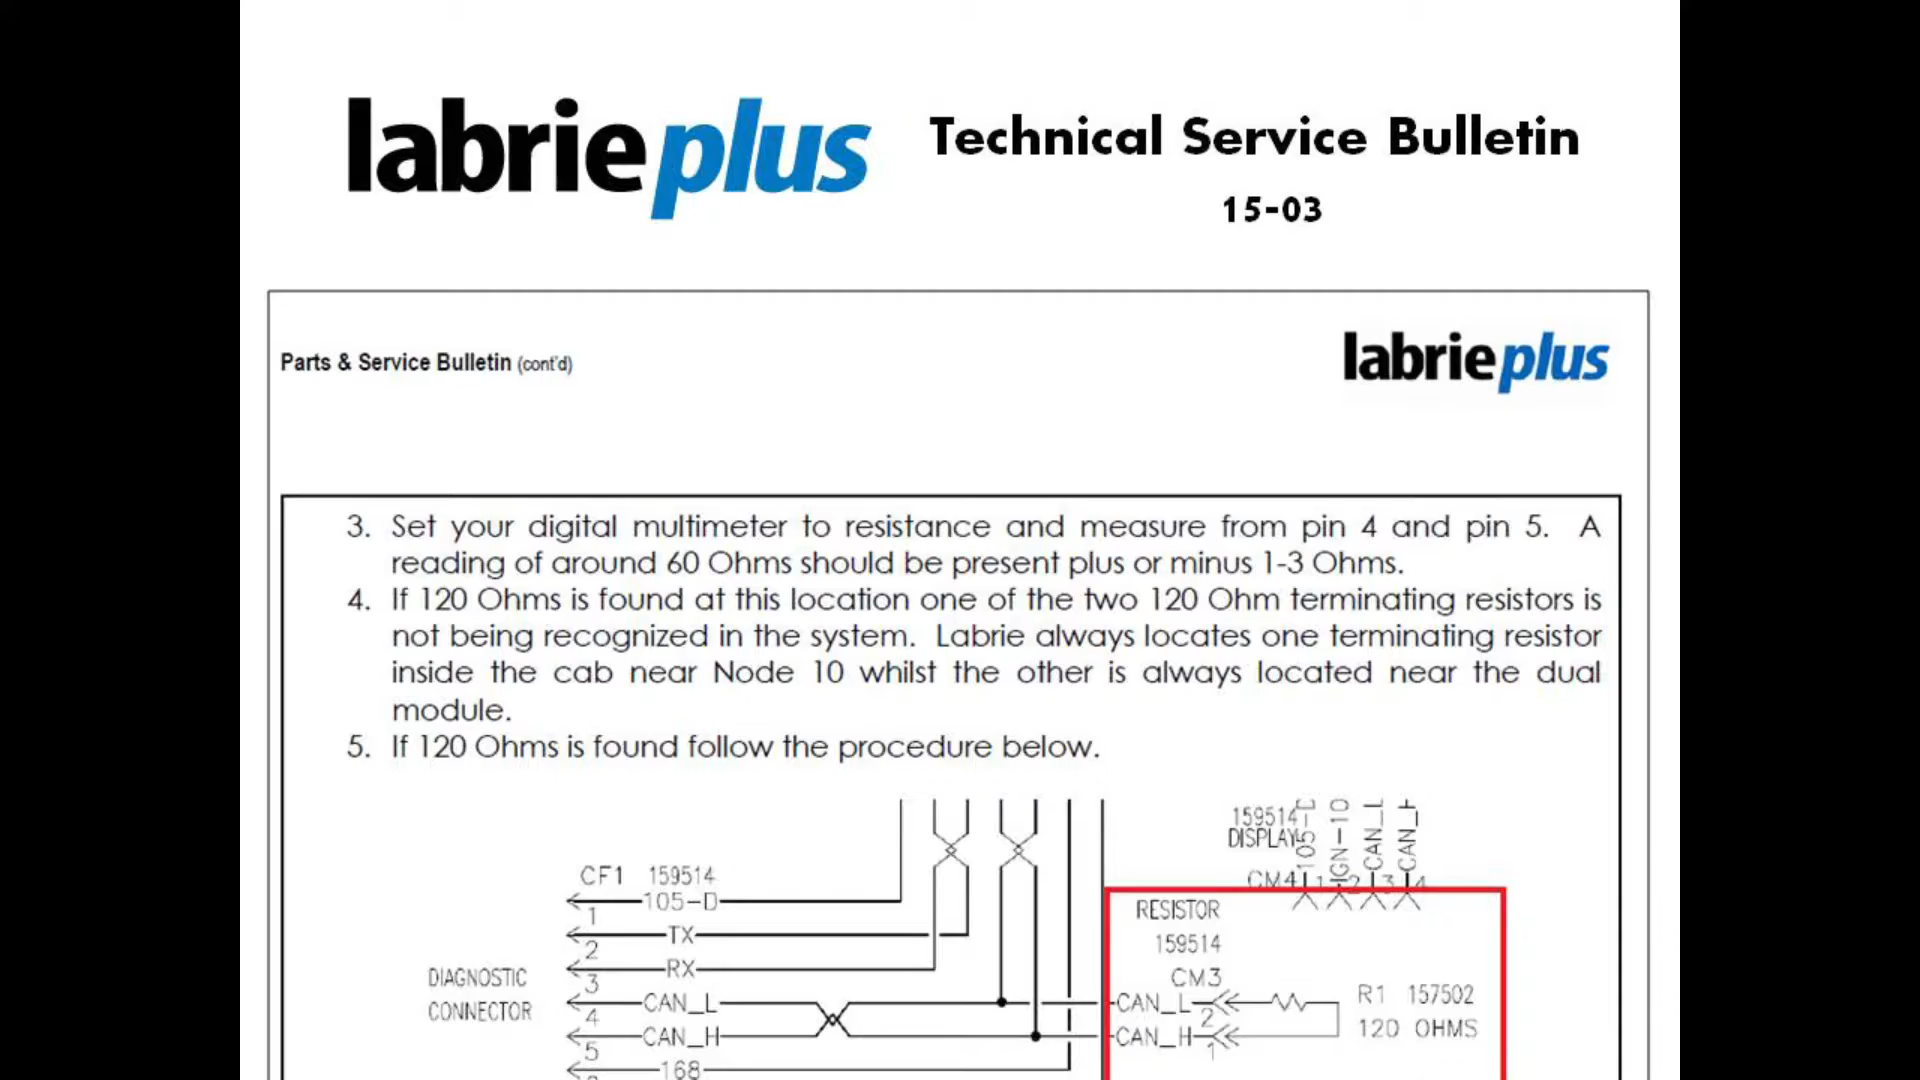 labrieplus
Technical Service Bulletin
15-03
Parts & Service Bulletin (cont'd)
labrieplus
3. Set your digital multimeter to resistance and measure from pin 4 and pin 5. A
reading of around 60 Ohms should be present plus or minus 1-3 Ohms.
4. If 120 Ohms is found at this location one of the two 120 Ohm terminating resistors is
not being recognized in the system. Labrie always locates one terminating resistor
inside the cab near Node 10 whilst the other is always located near the dual
module.
5. If 120 Ohms is found follow the procedure below.
159514
DISPLAY
105-D
IGN-10
CAN_L
CAN_H
CM4 1 2 3 4
CF1 159514
105-D
1
TX
2
RX
3
CAN_L
4
CAN_H
5
168
DIAGNOSTIC
CONNECTOR
RESISTOR
159514
CM3
CAN_L
2
CAN_H
1
R1 157502
120 OHMS